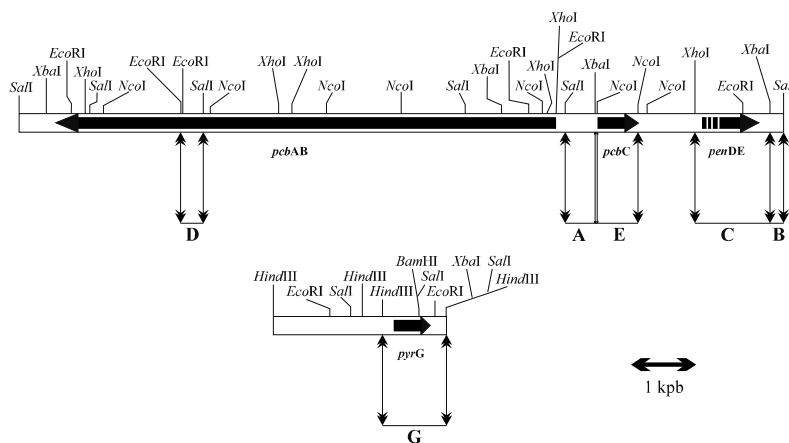 XhoI
EcoRI
EcoRI
XhoI
XbaI
XbaI
EcoRI
EcoRI
EcoRI
XhoI
XhoI
XbaI
XhoI
NcoI
XhoI
XbaI
SalI
SalI
NcoI
SalI
NcoI
NcoI
NcoI
SalI
NcoI
SalI
NcoI
NcoI
EcoRI
Sa
pcbAB
pcbC
penDE
D
A
E
C
B
BamHI
XbaI
SalI
HindIII
HindIII
SalI
HindIII
EcoRI
SalI
HindIII
EcoRI
pyrG
1 kpb
G